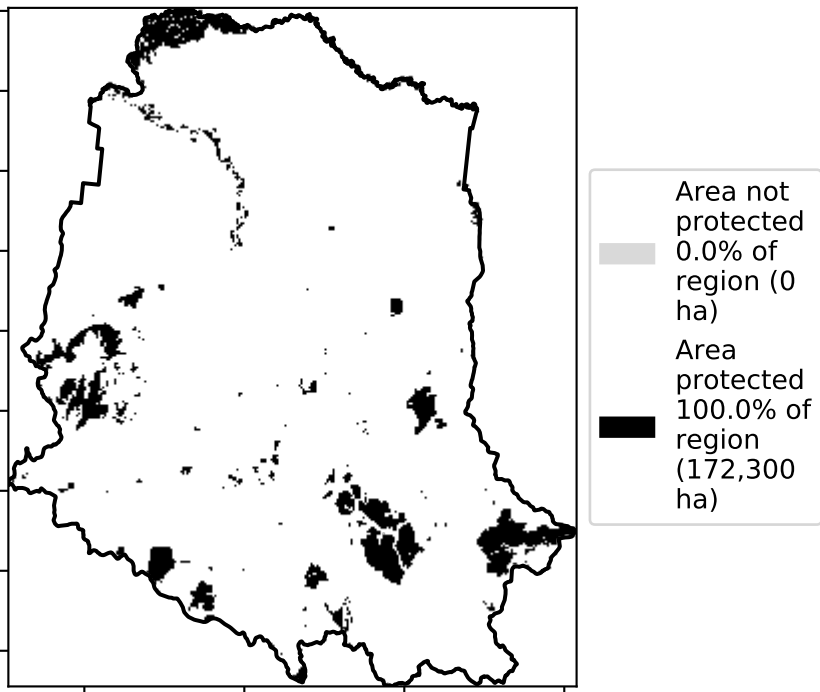 Area not
protected
0.0% of
region (0
ha)
Area
protected
100.0% of
region
(172,300
ha)